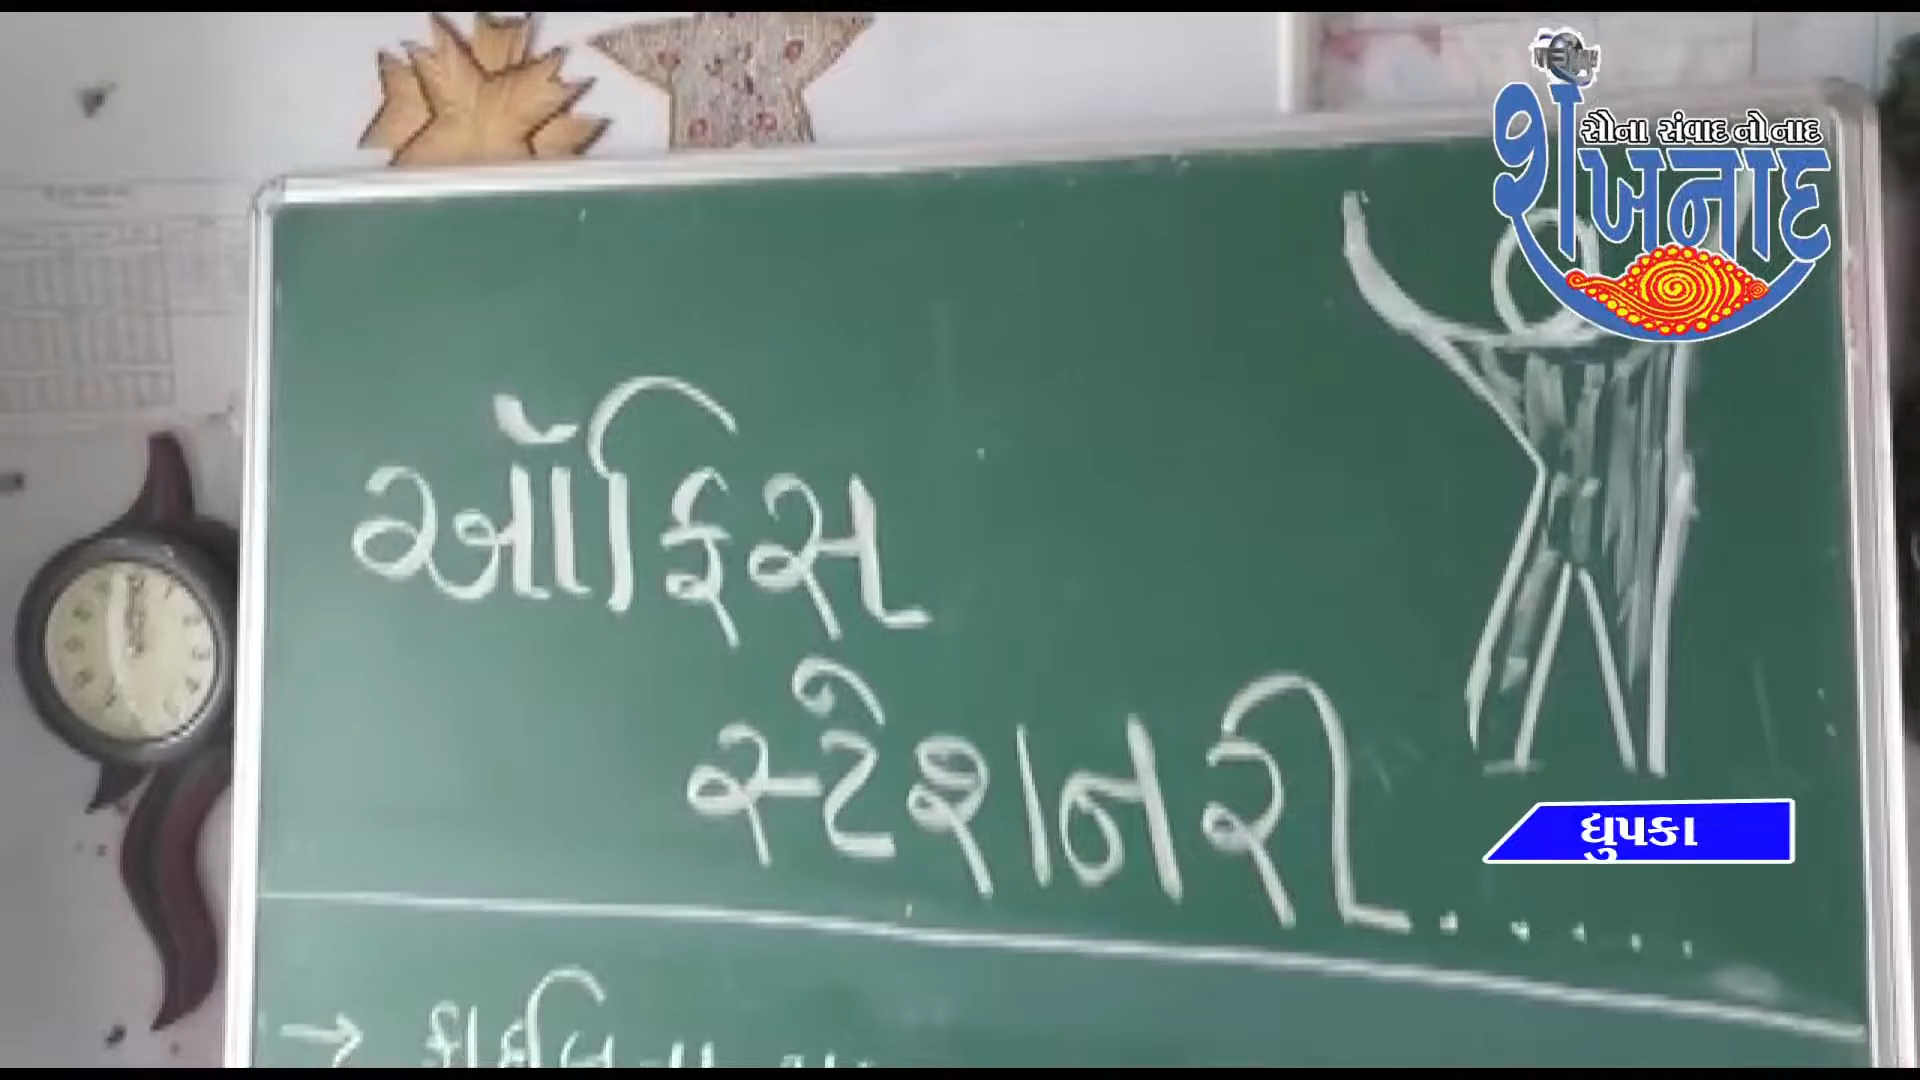 સૌના સંવાદ નો નાદ
શંખનાદ
ઑફિસ
સ્ટેશનરી......
ધુપકા
→